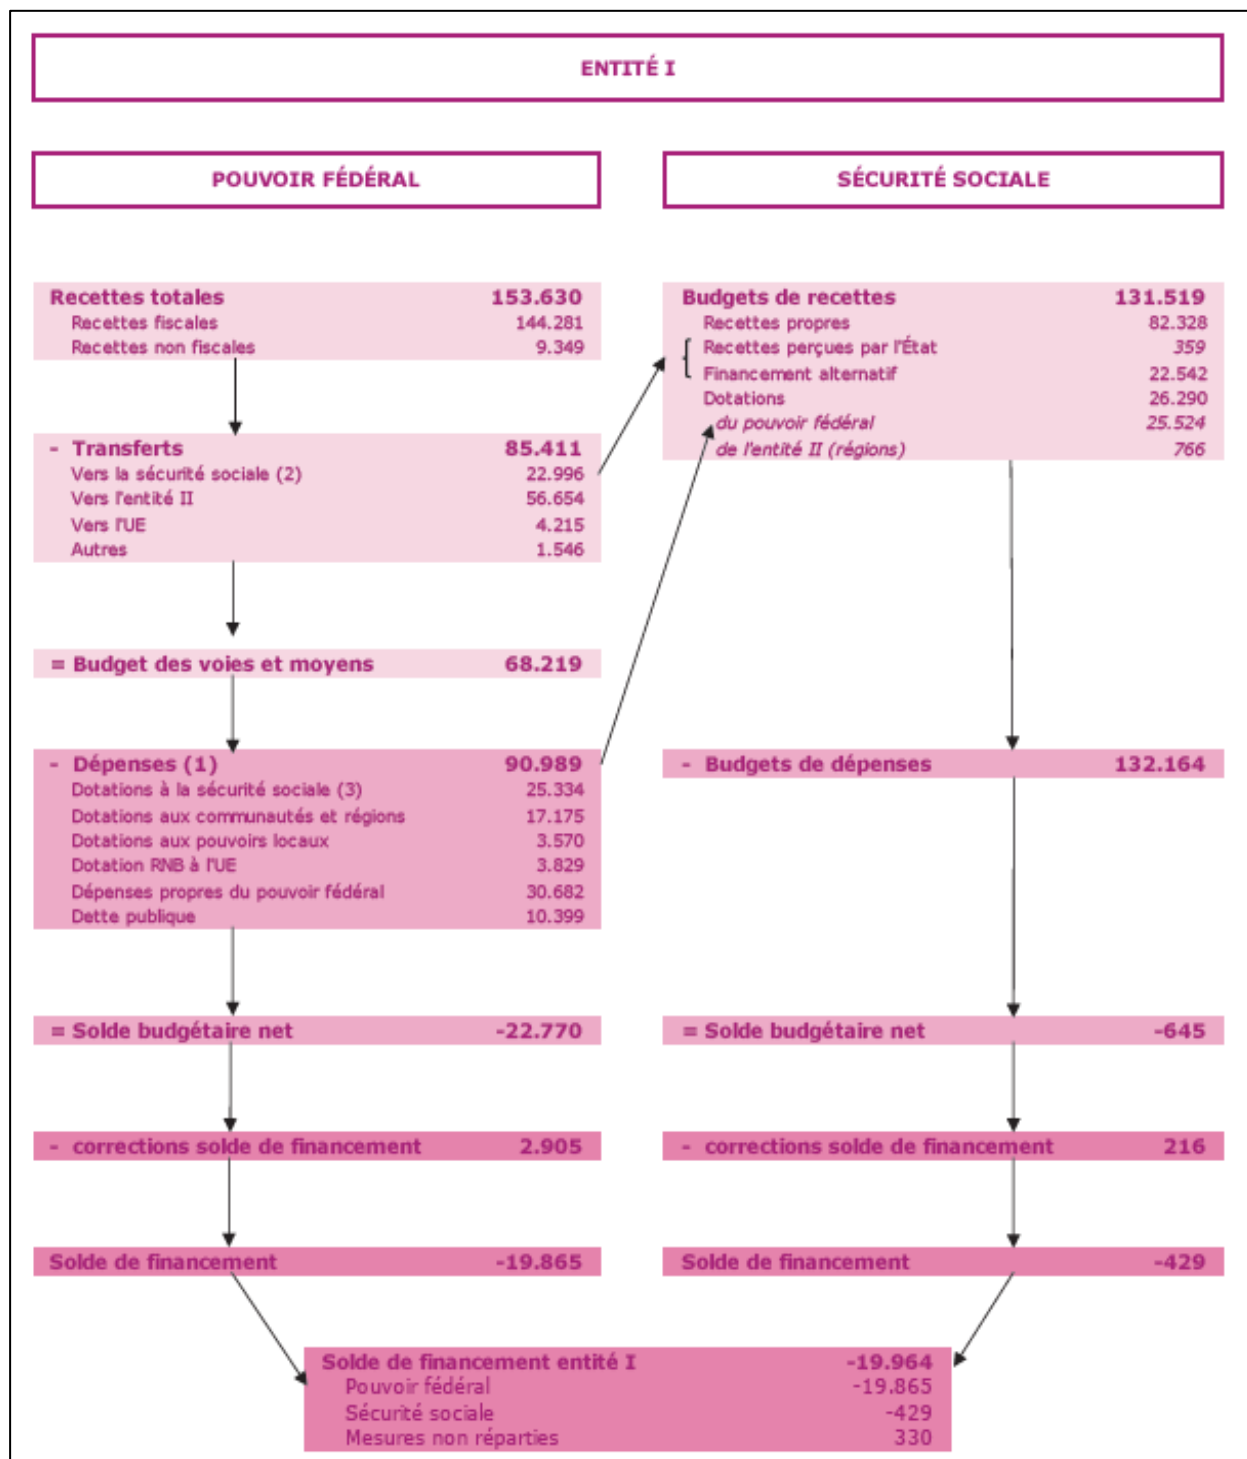 ENTITÉ I
POUVOIR FÉDÉRAL
Recettes totales 153.630
Recettes fiscales 144.281
Recettes non fiscales 9.349
- Transferts 85.411
Vers la sécurité sociale (2) 22.996
Vers l'entité II 56.654
Vers l'UE 4.215
Autres 1.546
= Budget des voies et moyens 68.219
- Dépenses (1) 90.989
Dotations à la sécurité sociale (3) 25.334
Dotations aux communautés et régions 17.175
Dotations aux pouvoirs locaux 3.570
Dotation RNB à l'UE 3.829
Dépenses propres du pouvoir fédéral 30.682
Dette publique 10.399
= Solde budgétaire net -22.770
- corrections solde de financement 2.905
Solde de financement -19.865
SÉCURITÉ SOCIALE
Budgets de recettes 131.519
Recettes propres 82.328
{ Recettes perçues par l'État 359
Financement alternatif 22.542
Dotations 26.290
du pouvoir fédéral 25.524
de l'entité II (régions) 766
- Budgets de dépenses 132.164
= Solde budgétaire net -645
- corrections solde de financement 216
Solde de financement -429
Solde de financement entité I -19.964
Pouvoir fédéral -19.865
Sécurité sociale -429
Mesures non réparties 330